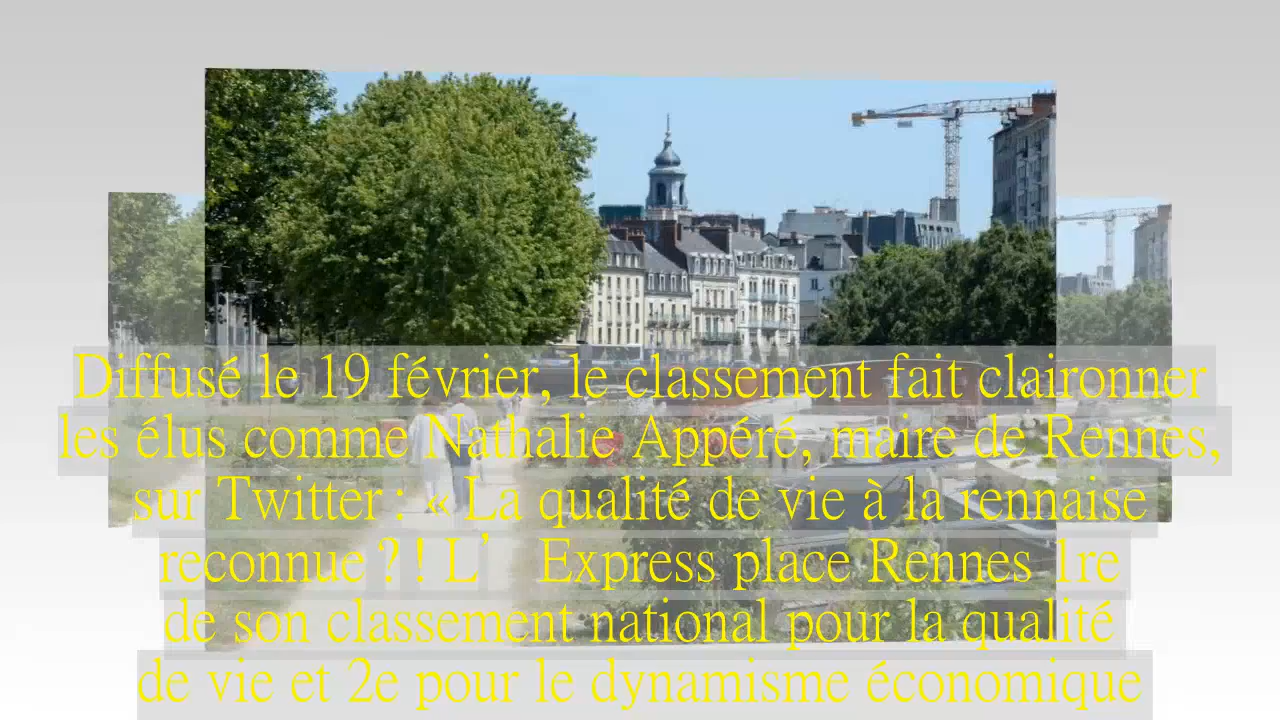 Diffusé le 19 février, le classement fait claironner
les élus comme Nathalie Appéré, maire de Rennes,
sur Twitter : « La qualité de vie à la rennaise
reconnue ? ! L’ Express place Rennes 1re
de son classement national pour la qualité
de vie et 2e pour le dynamisme économique